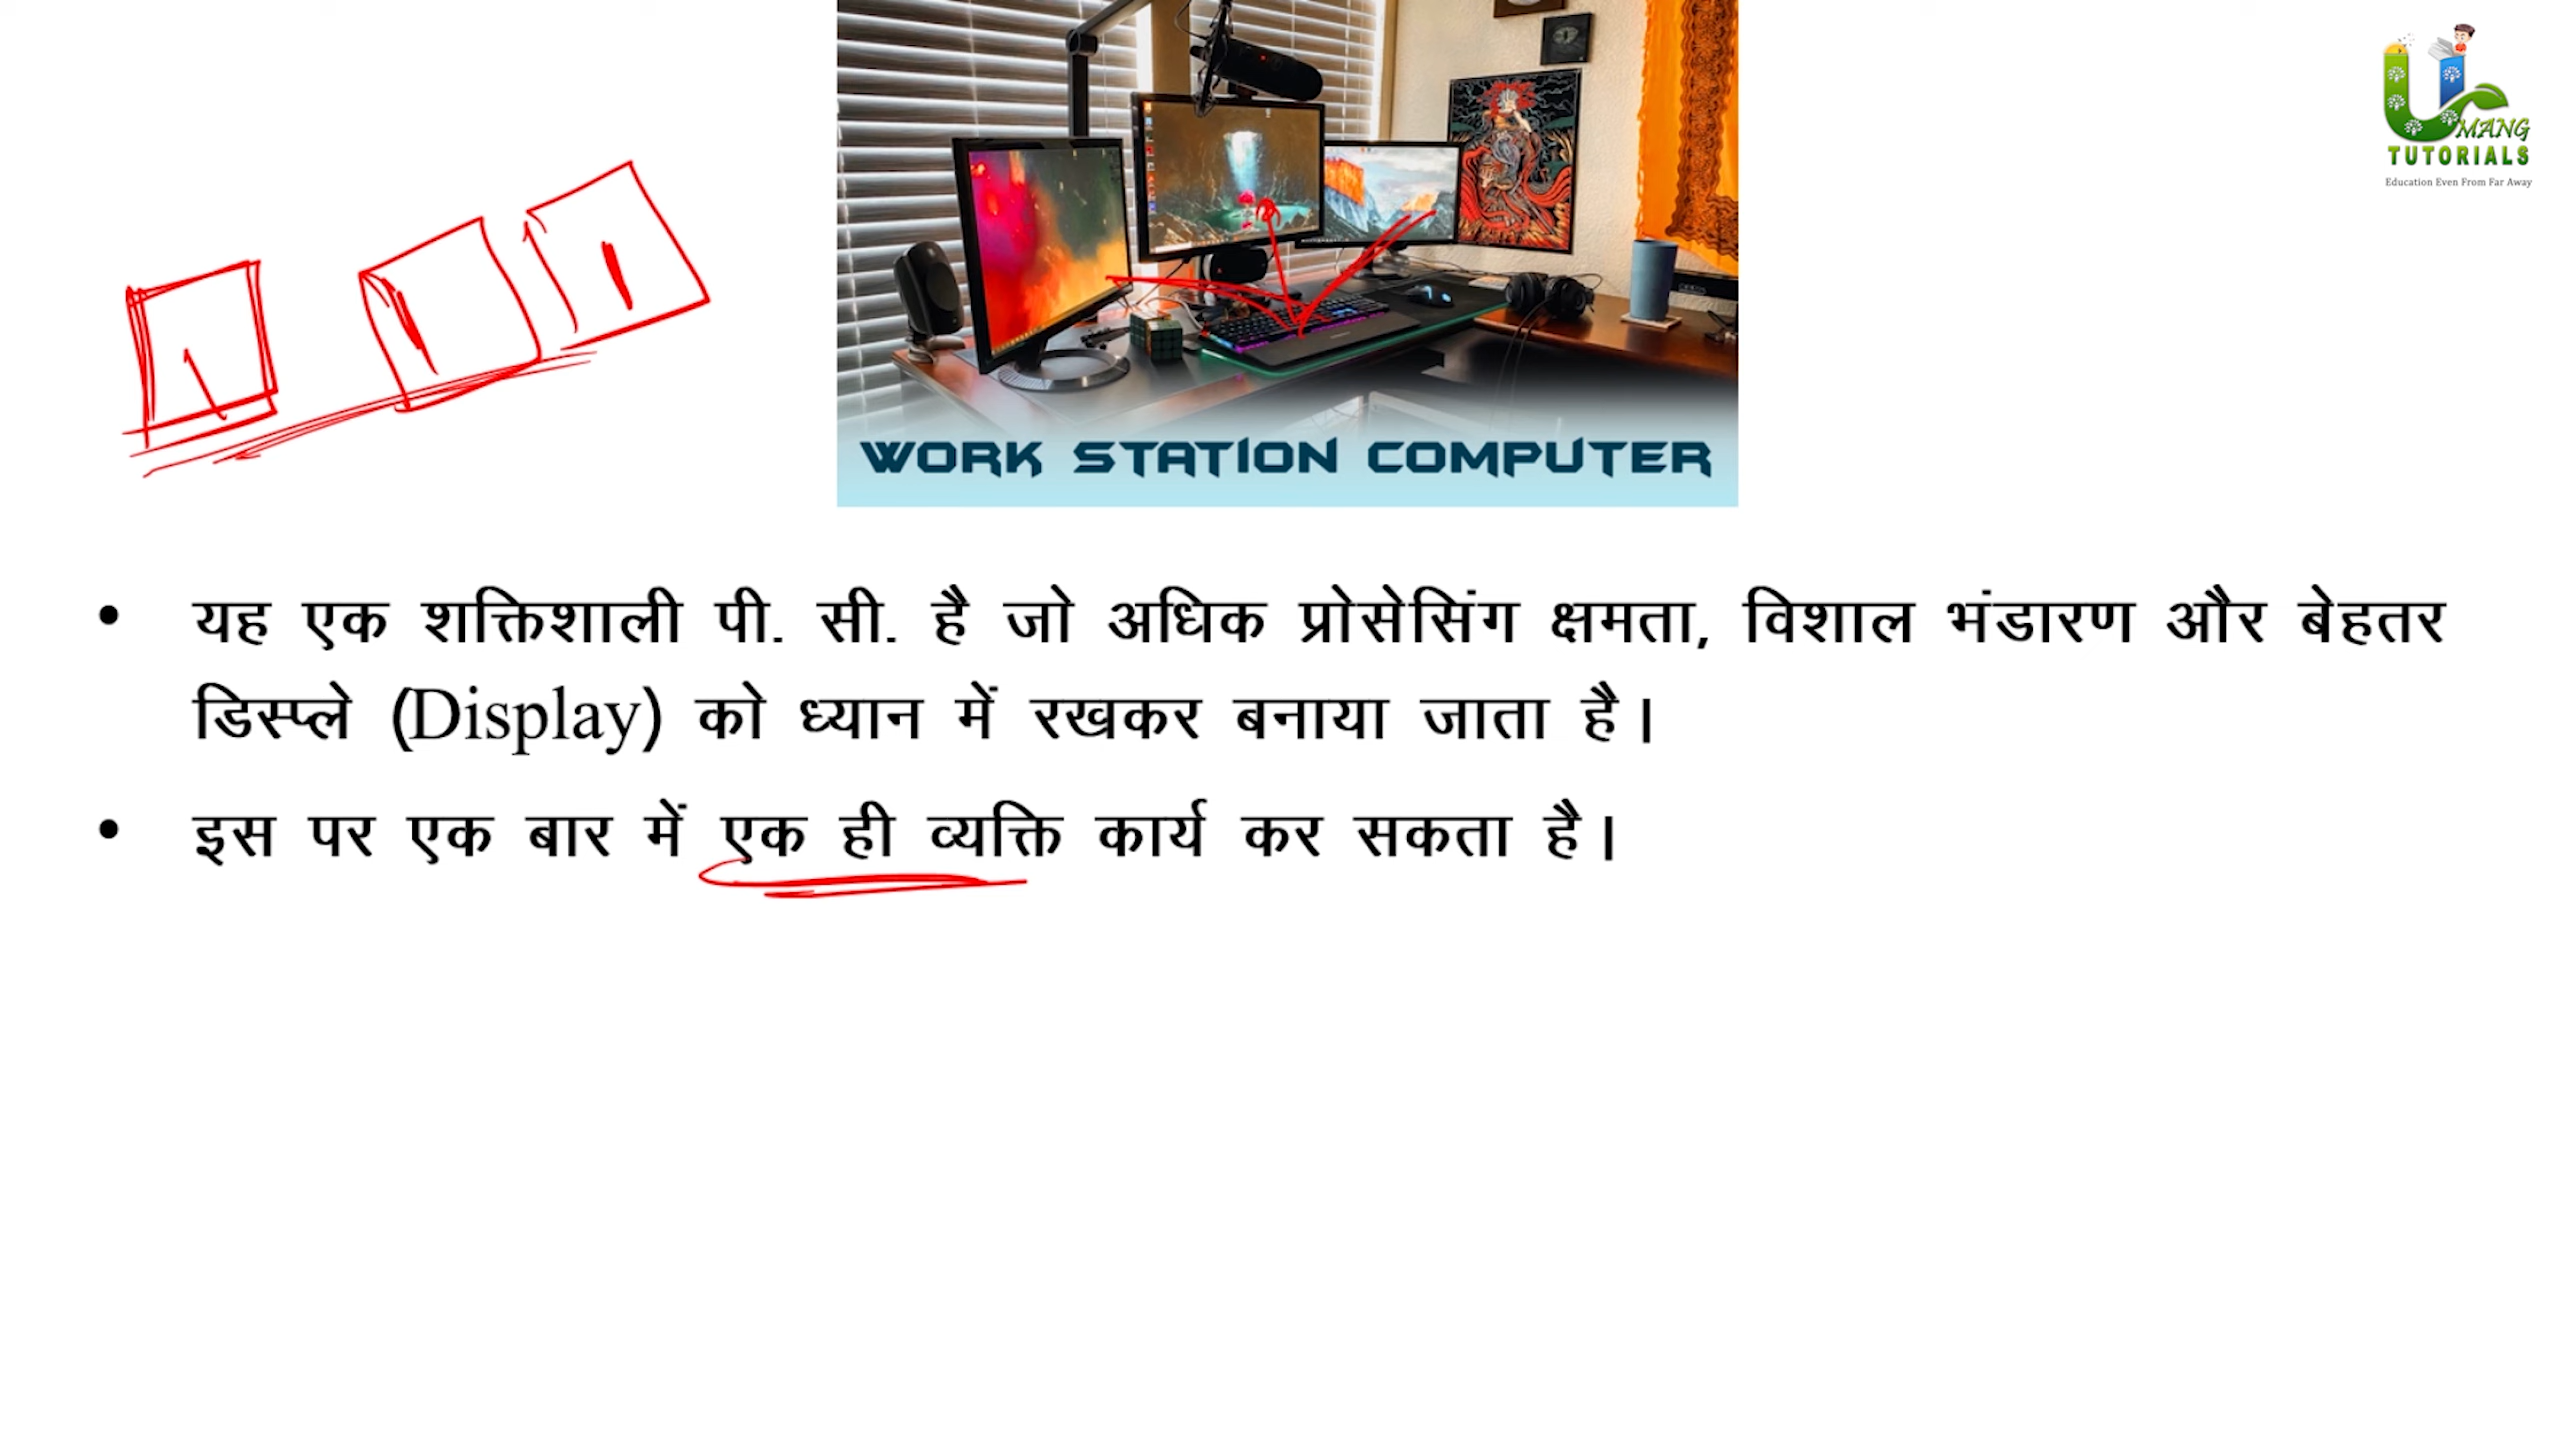 UMANG
TUTORIALS
Education Even From Far Away
WORK STATION COMPUTER
• यह एक शक्तिशाली पी. सी. है जो अधिक प्रोसेसिंग क्षमता, विशाल भंडारण और बेहतर
डिस्प्ले (Display) को ध्यान में रखकर बनाया जाता है।
• इस पर एक बार में एक ही व्यक्ति कार्य कर सकता है।